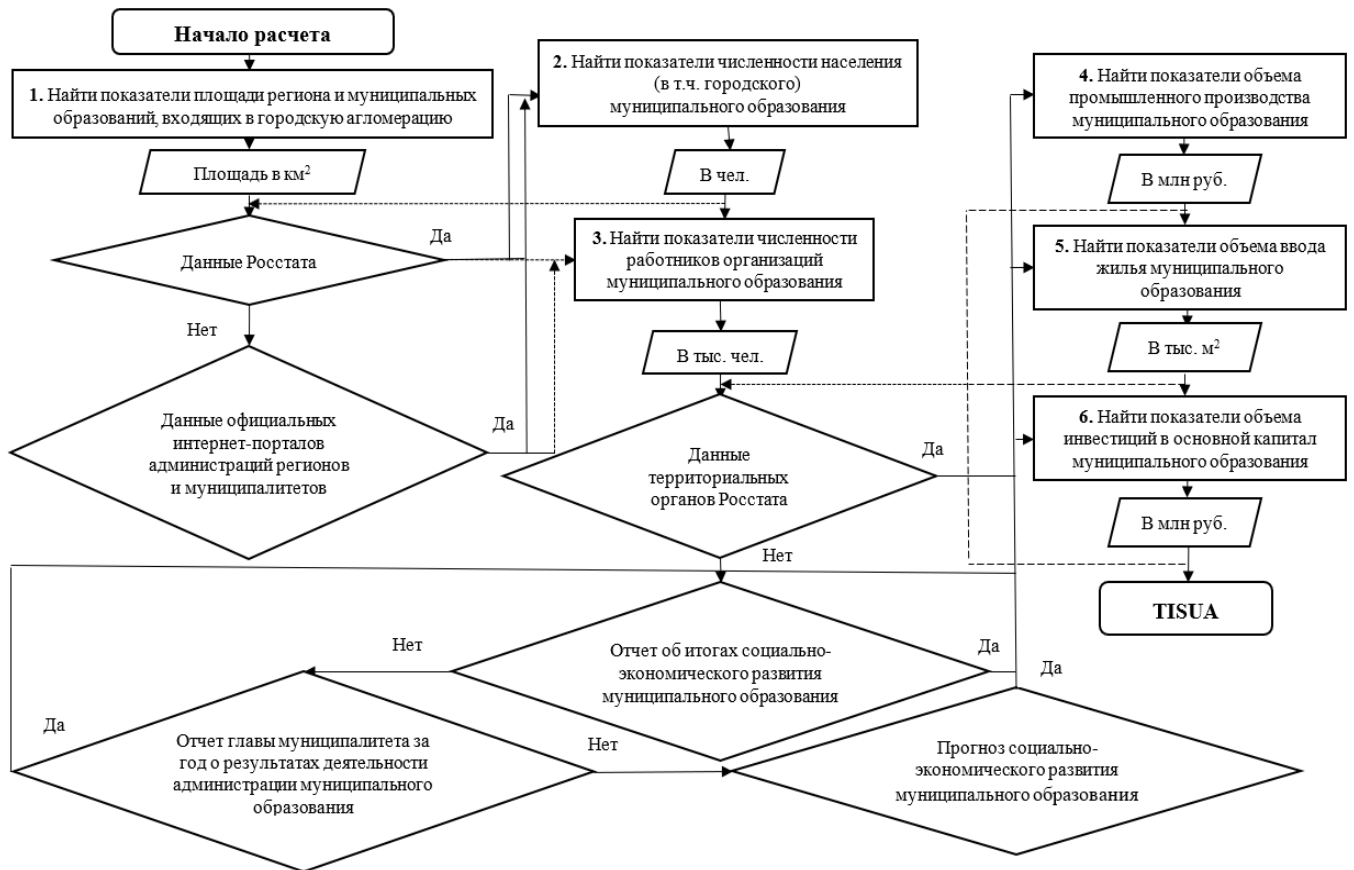 Начало расчета
1. Найти показатели площади региона и муниципальных
образований, входящих в городскую агломерацию
Площадь в км²
Данные Росстата
Да
Нет
Данные официальных
интернет-порталов
администраций регионов
и муниципалитетов
Да
2. Найти показатели численности населения
(в т.ч. городского)
муниципального образования
В чел.
3. Найти показатели численности
работников организаций
муниципального образования
В тыс. чел.
Данные
территориальных
органов Росстата
Да
Нет
4. Найти показатели объема
промышленного производства
муниципального образования
В млн руб.
5. Найти показатели объема ввода
жилья муниципального
образования
В тыс. м²
6. Найти показатели объема
инвестиций в основной капитал
муниципального образования
В млн руб.
TISUA
Отчет об итогах социально-
экономического развития
муниципального образования
Нет
Да
Да
Отчет главы муниципалитета за
год о результатах деятельности
администрации муниципального
образования
Да
Нет
Прогноз социально-
экономического развития
муниципального образования